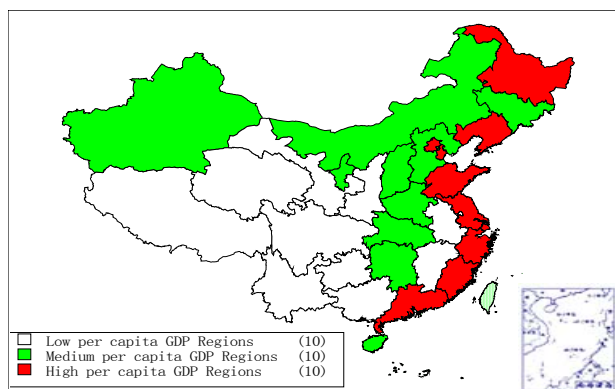 Low per capita GDP Regions (10)
Medium per capita GDP Regions (10)
High per capita GDP Regions (10)